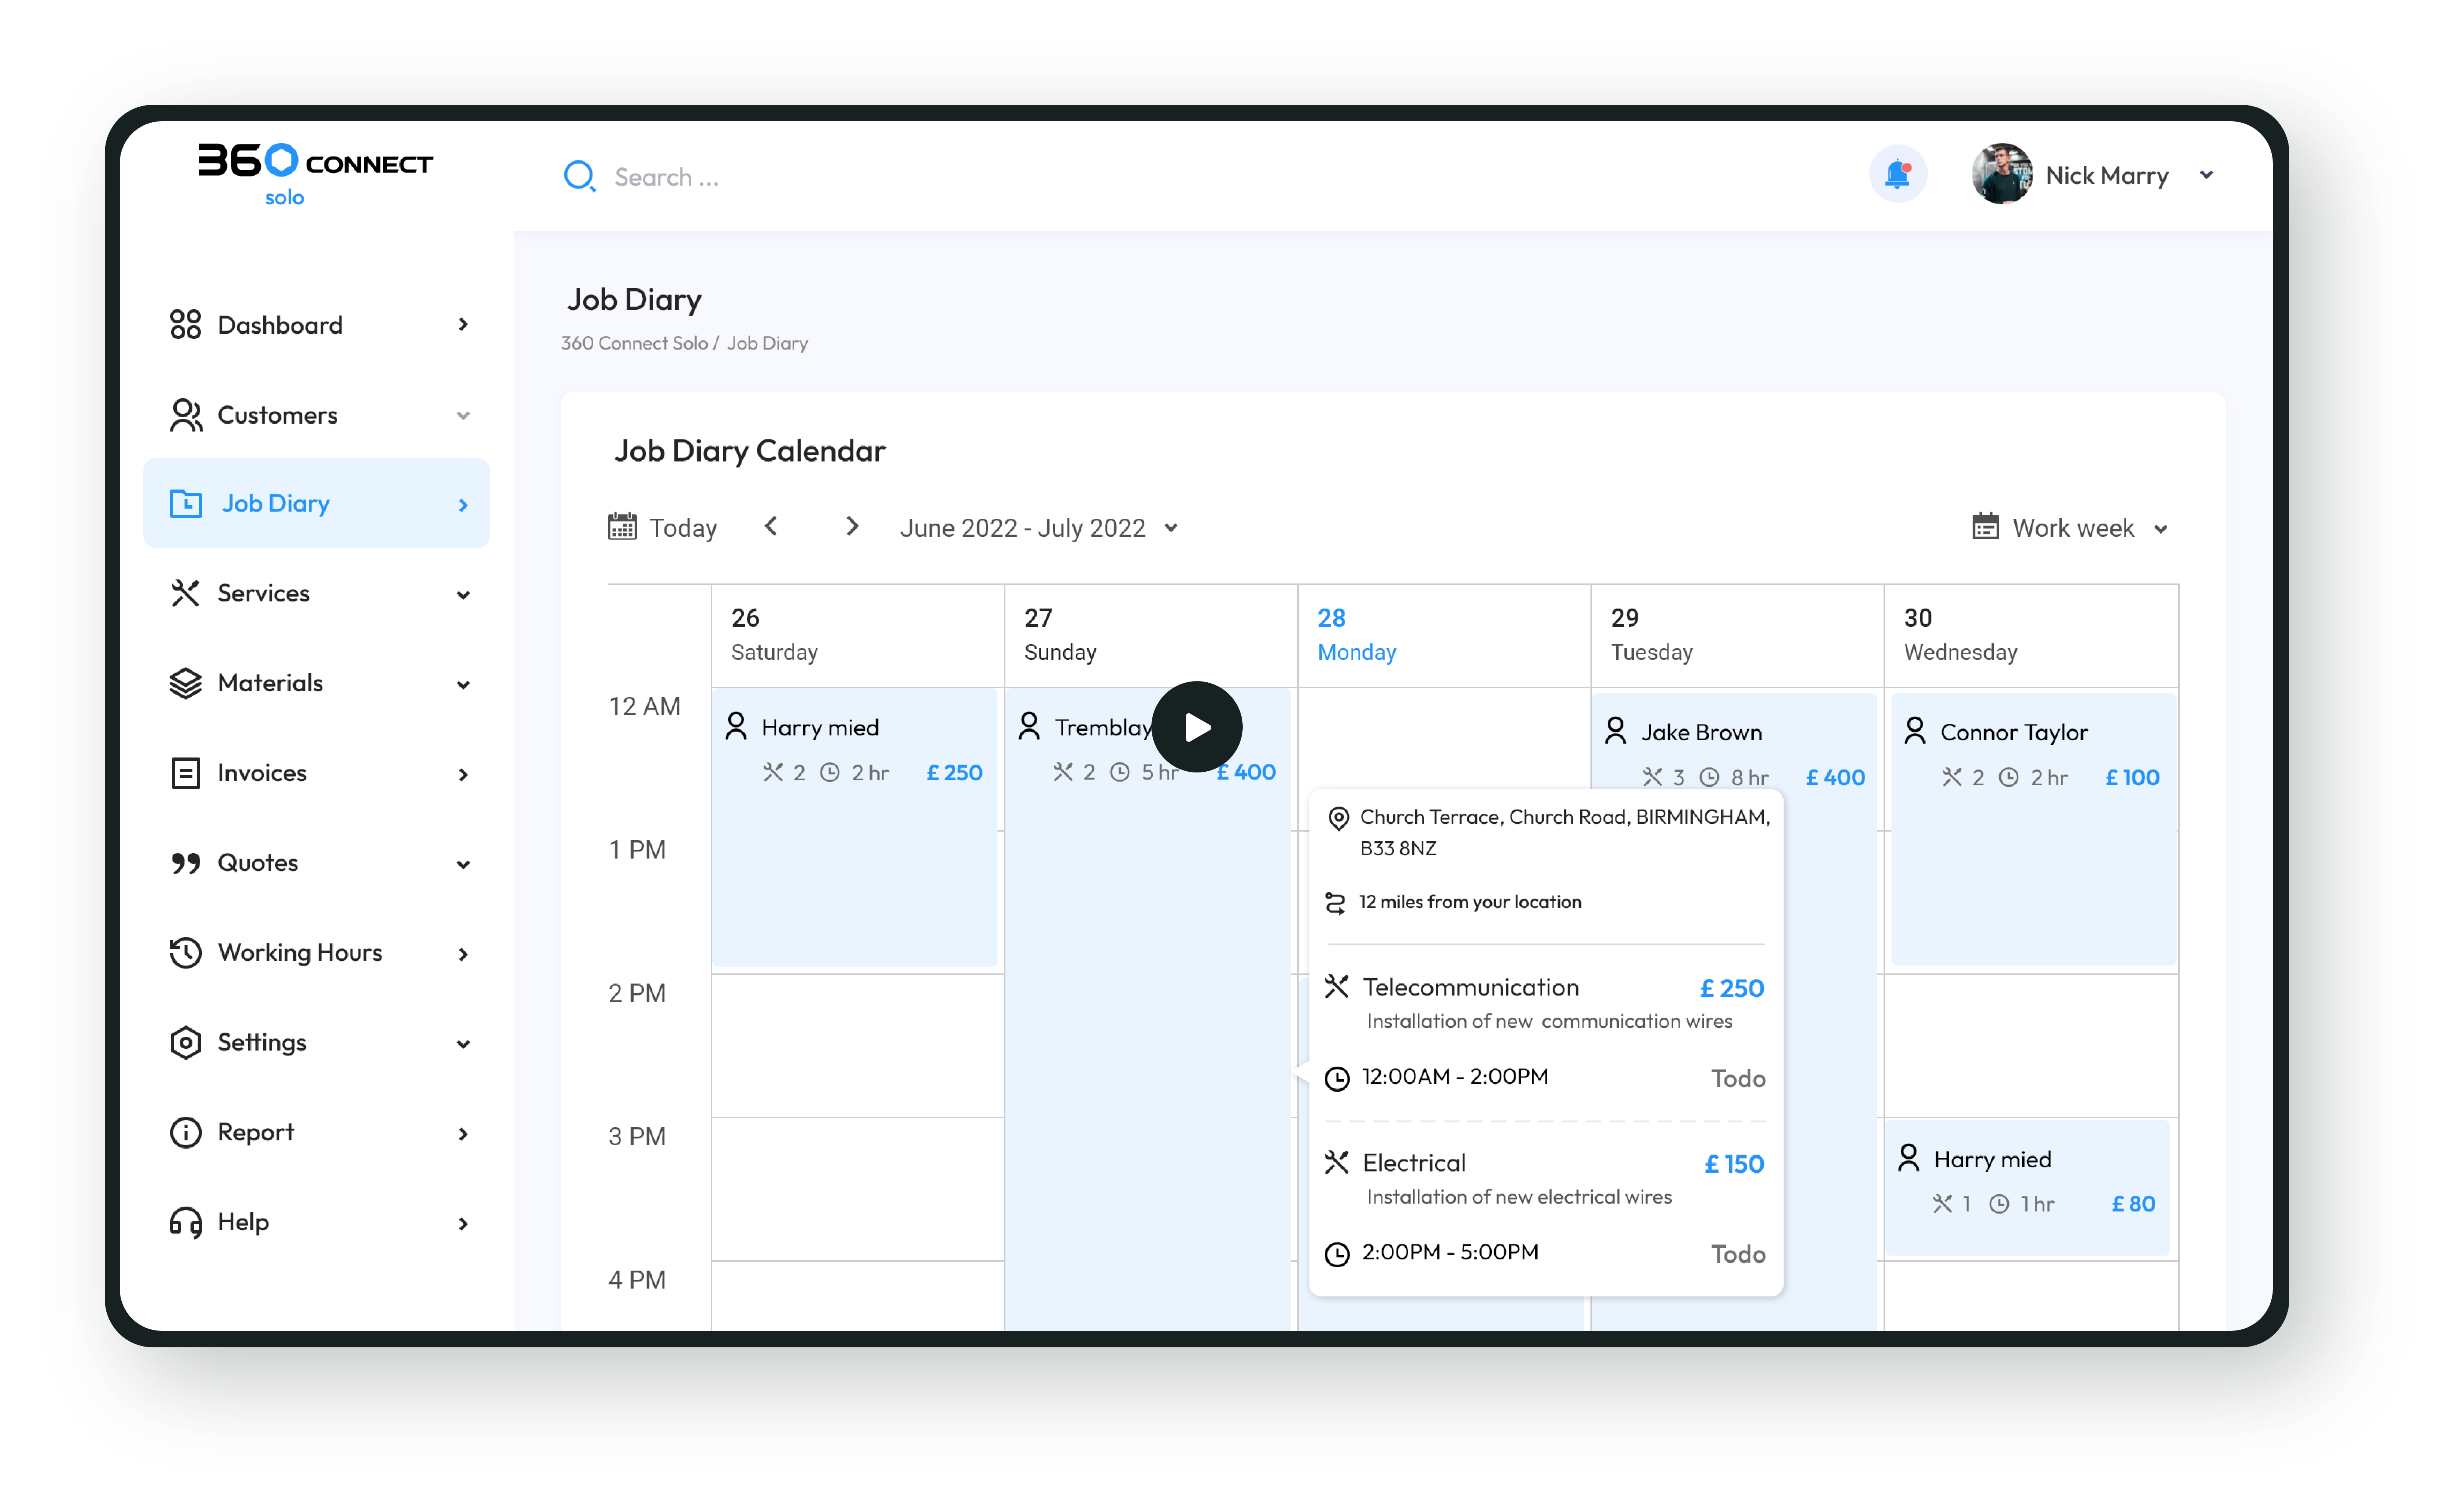 360 CONNECT
solo
Search ...
Nick Marry
Dashboard
Customers
Job Diary
Services
Materials
Invoices
Quotes
Working Hours
Settings
Report
Help
Job Diary
360 Connect Solo / Job Diary
Job Diary Calendar
Today
June 2022 - July 2022
Work week
26
Saturday
27
Sunday
28
Monday
29
Tuesday
30
Wednesday
12 AM
1 PM
2 PM
3 PM
4 PM
Harry mied
2 2 hr £ 250
Tremblay
2 5 hr £ 400
Jake Brown
3 8 hr £ 400
Connor Taylor
2 2 hr £ 100
Church Terrace, Church Road, BIRMINGHAM,
B33 8NZ
12 miles from your location
Telecommunication £ 250
Installation of new communication wires
12:00AM - 2:00PM Todo
Electrical £ 150
Installation of new electrical wires
2:00PM - 5:00PM Todo
Harry mied
1 1 hr £ 80